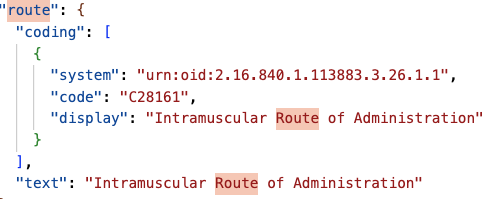 "route": {
"coding": [
{
"system": "urn:oid:2.16.840.1.113883.3.26.1.1",
"code": "C28161",
"display": "Intramuscular Route of Administration"
}
],
"text": "Intramuscular Route of Administration"